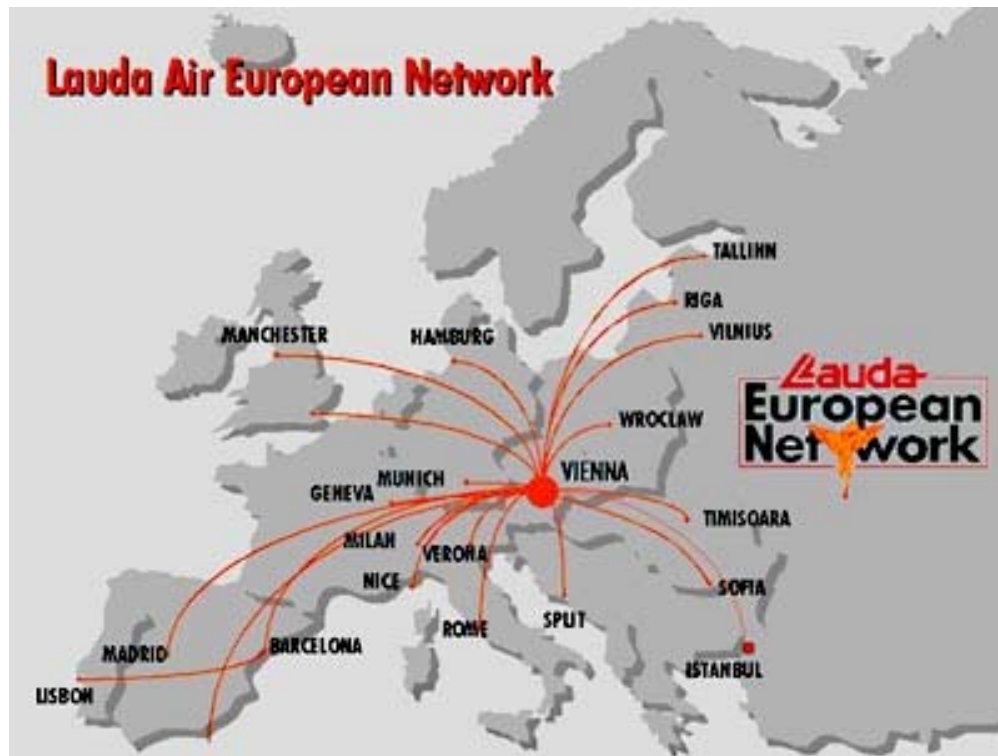 Lauda Air European Network
TALLINN
RIGA
VILNIUS
MANCHESTER
HAMBURG
Lauda
European
Network
WROCLAW
VIENNA
MUNICH
GENEVA
TIMISOARA
MILAN
VERONA
NICE
SOFIA
SPLIT
ROME
BARCELONA
MADRID
ISTANBUL
LISBON